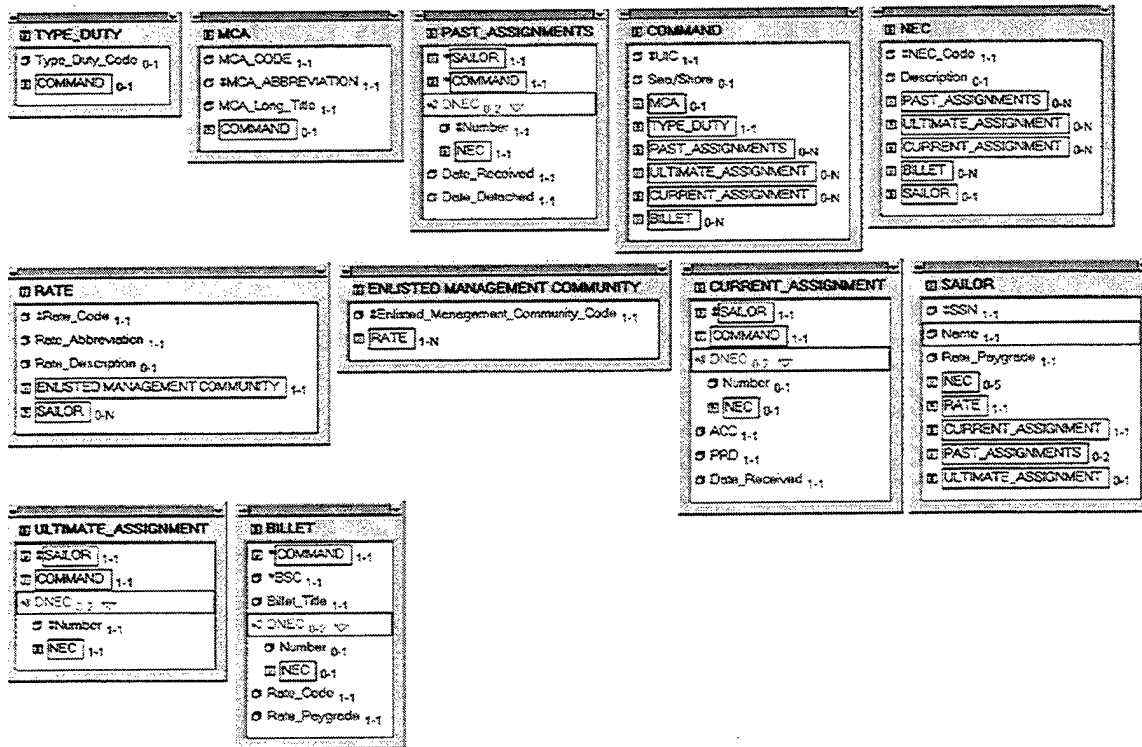 TYPE_DUTY
Type_Duty_Code 0-1
COMMAND 0-1
MCA
MCA_CODE 1-1
‡MCA_ABBREVIATION 1-1
MCA_Long_Title 1-1
COMMAND 0-1
PAST_ASSIGNMENTS
*SAILOR 1-1
*COMMAND 1-1
DNEC 0-2
‡Number 1-1
NEC 1-1
Date_Received 1-1
Date_Detached 1-1
COMMAND
‡UIC 1-1
Sea/Shore 0-1
MCA 0-1
TYPE_DUTY 1-1
PAST_ASSIGNMENTS 0-N
ULTIMATE_ASSIGNMENT 0-N
CURRENT_ASSIGNMENT 0-N
BILLET 0-N
NEC
‡NEC_Code 1-1
Description 0-1
PAST_ASSIGNMENTS 0-N
ULTIMATE_ASSIGNMENT 0-N
CURRENT_ASSIGNMENT 0-N
BILLET 0-N
SAILOR 0-1
RATE
‡Rate_Code 1-1
Rate_Abbreviation 1-1
Rate_Description 0-1
ENLISTED MANAGEMENT COMMUNITY 1-1
SAILOR 0-N
ENLISTED MANAGEMENT COMMUNITY
‡Enlisted_Management_Community_Code 1-1
RATE 1-N
CURRENT_ASSIGNMENT
‡SAILOR 1-1
COMMAND 1-1
DNEC 0-2
Number 0-1
NEC 0-1
ACC 1-1
PRD 1-1
Date_Received 1-1
SAILOR
‡SSN 1-1
Name 1-1
Rate_Paygrade 1-1
NEC 0-5
RATE 1-1
CURRENT_ASSIGNMENT 1-1
PAST_ASSIGNMENTS 0-2
ULTIMATE_ASSIGNMENT 0-1
ULTIMATE_ASSIGNMENT
‡SAILOR 1-1
COMMAND 1-1
DNEC 0-2
‡Number 1-1
NEC 1-1
BILLET
*COMMAND 1-1
*BSC 1-1
Billet_Title 1-1
DNEC 0-2
Number 0-1
NEC 0-1
Rate_Code 1-1
Rate_Paygrade 1-1